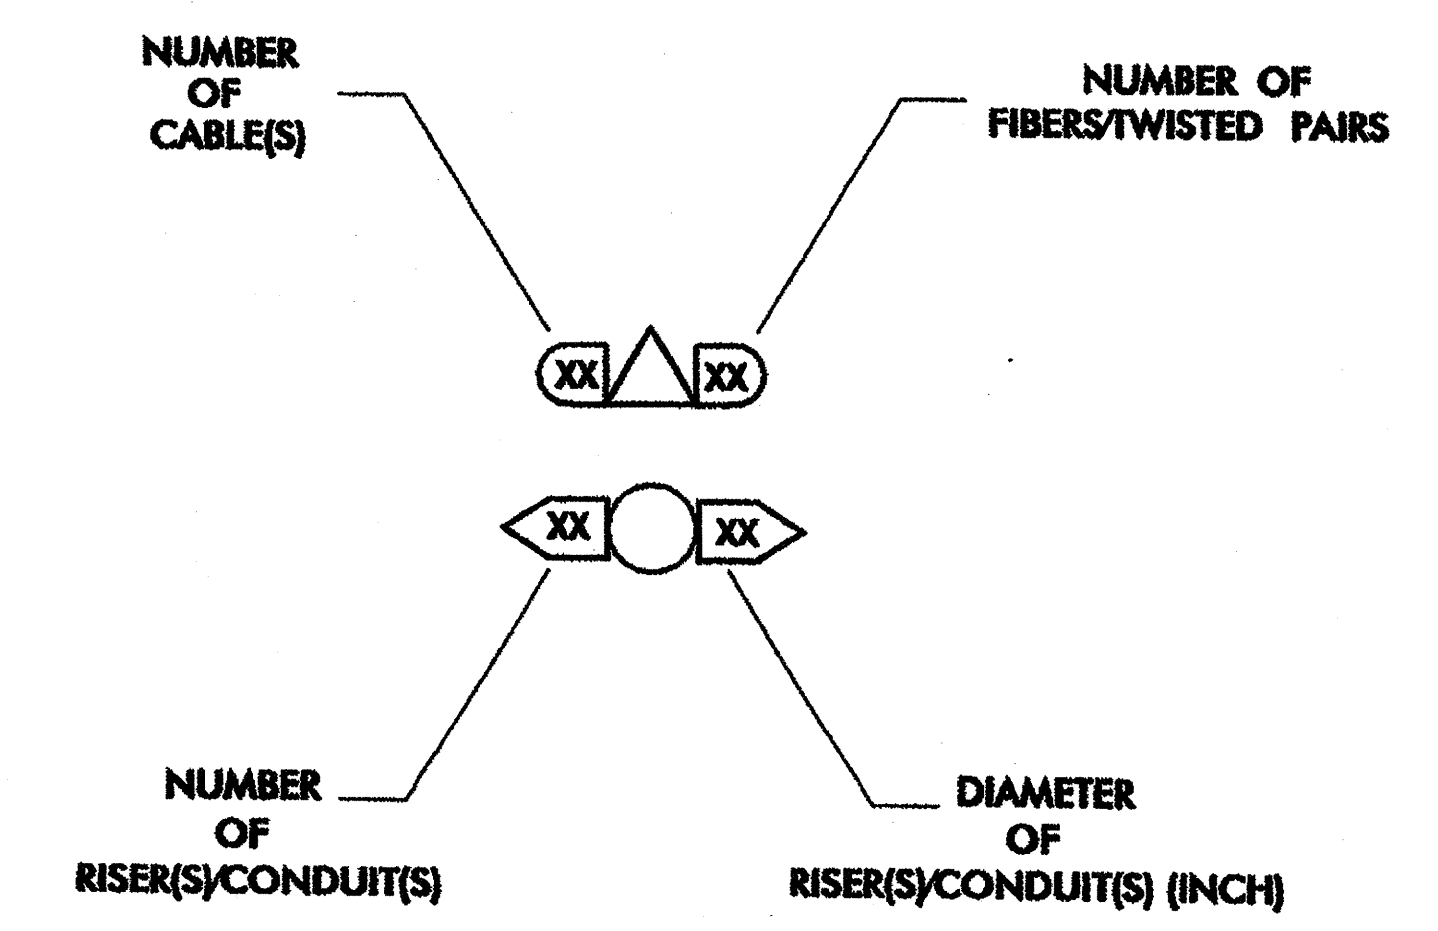 NUMBER
OF
CABLE(S)
NUMBER OF
FIBERS/TWISTED PAIRS
XX
XX
XX
XX
NUMBER
OF
RISER(S)/CONDUIT(S)
DIAMETER
OF
RISER(S)/CONDUIT(S) (INCH)